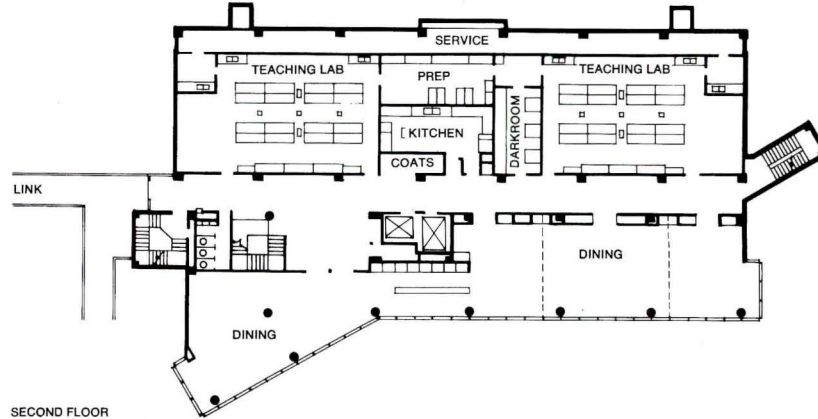 SERVICE
TEACHING LAB
PREP
TEACHING LAB
KITCHEN
DARKROOM
COATS
LINK
DINING
DINING
SECOND FLOOR